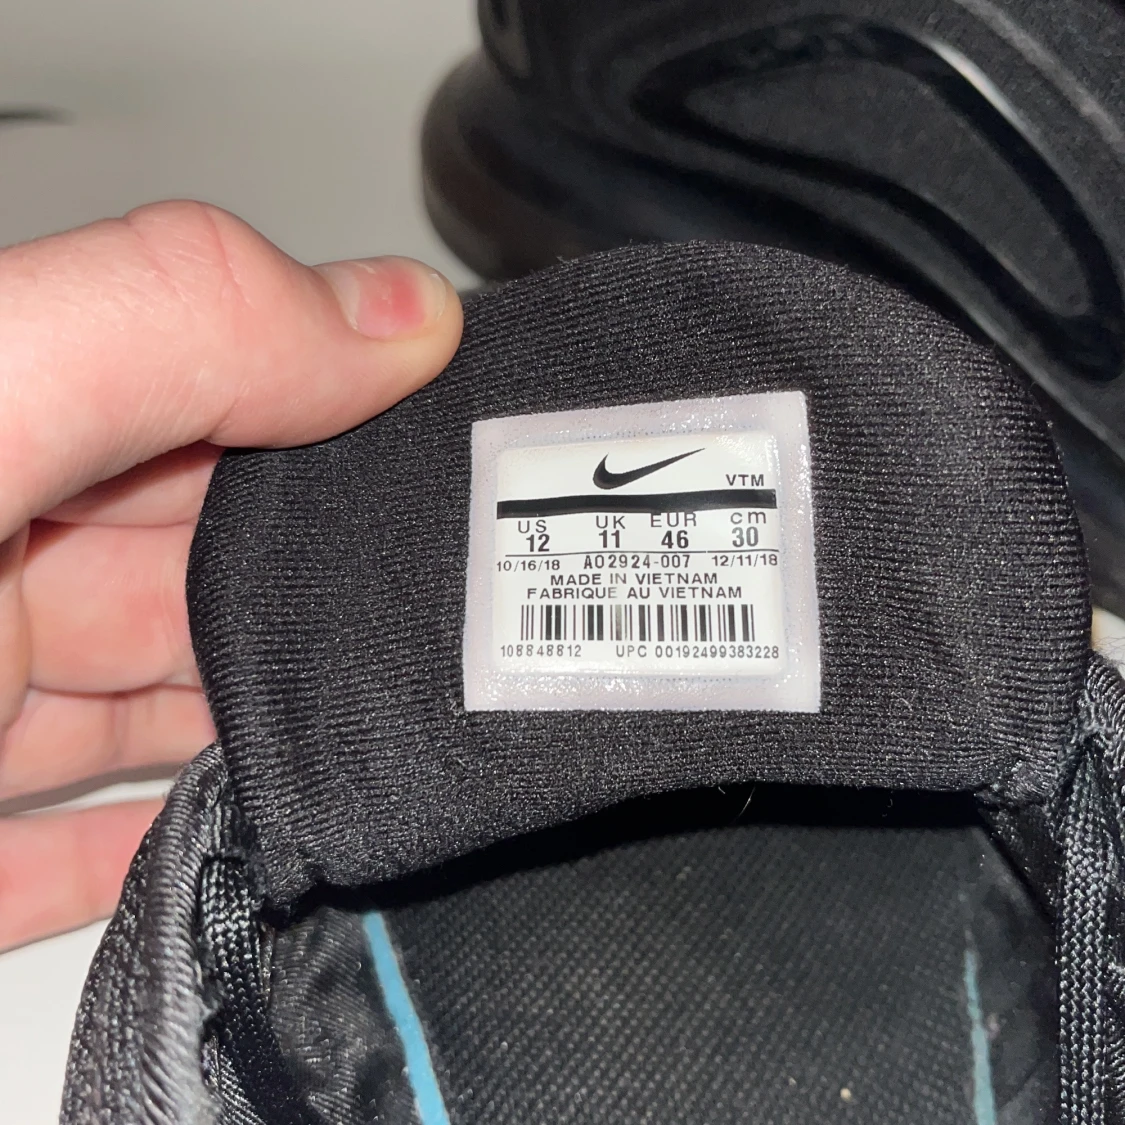 VTM
US UK EUR cm
12 11 46 30
10/16/18 AO2924-007 12/11/18
MADE IN VIETNAM
FABRIQUE AU VIETNAM
108848812 UPC 00192499383228